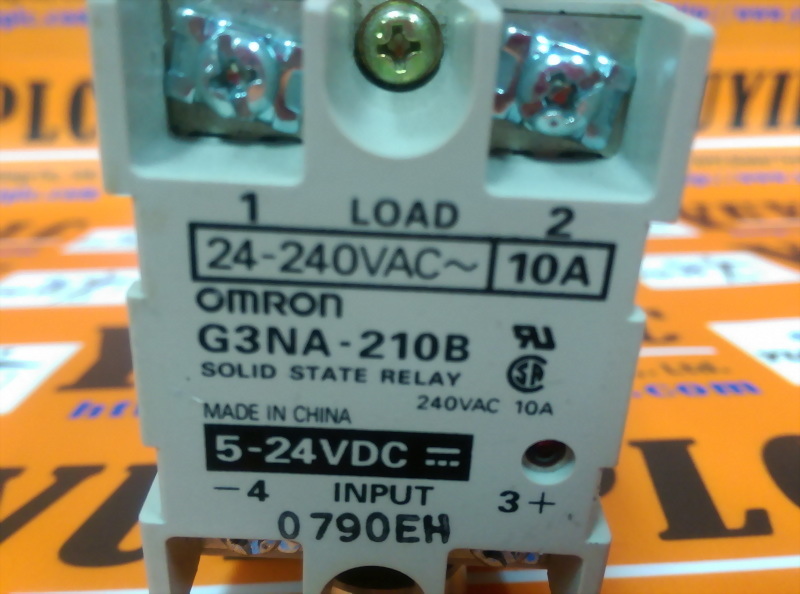 1 LOAD 2
24-240VAC~ 10A
OMRON
G3NA-210B
SOLID STATE RELAY
240VAC 10A
MADE IN CHINA
5-24VDC
-4 INPUT 3+
0790EH